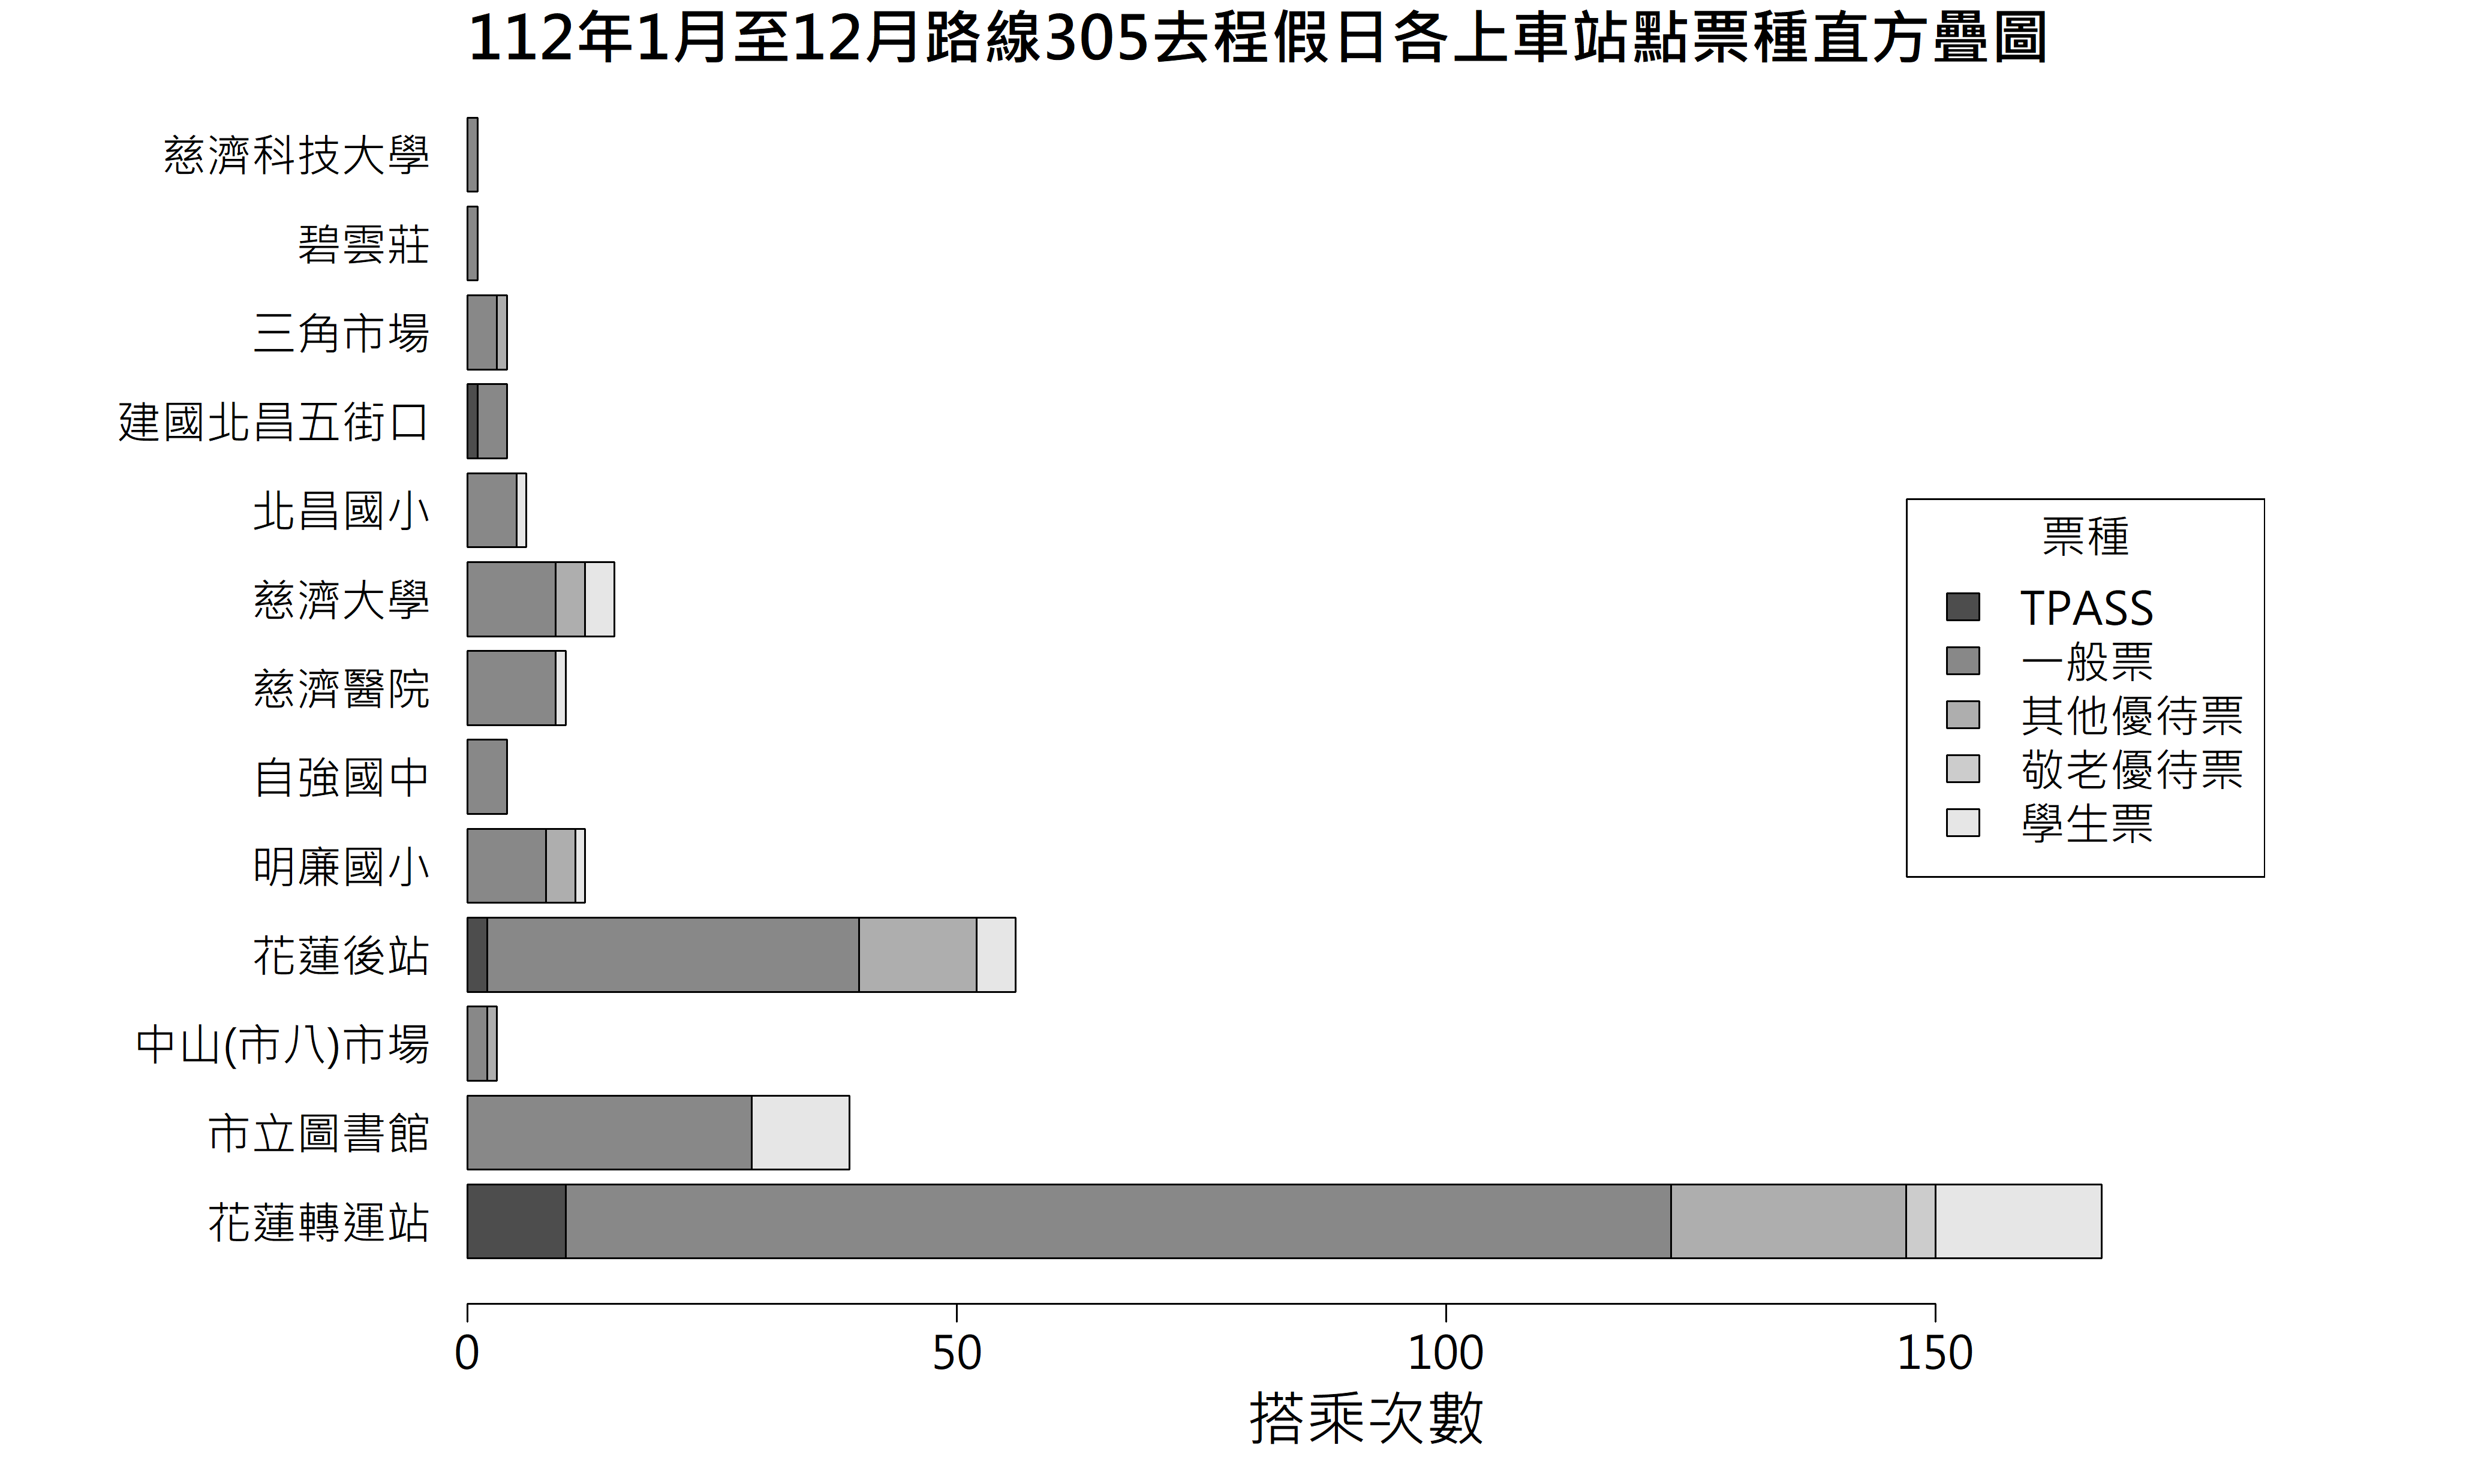 112年1月至12月路線305去程假日各上車站點票種直方疊圖
慈濟科技大學
碧雲莊
三角市場
建國北昌五街口
北昌國小
慈濟大學
慈濟醫院
自強國中
明廉國小
花蓮後站
中山(市八)市場
市立圖書館
花蓮轉運站
票種
TPASS
一般票
其他優待票
敬老優待票
學生票
0 50 100 150
搭乘次數